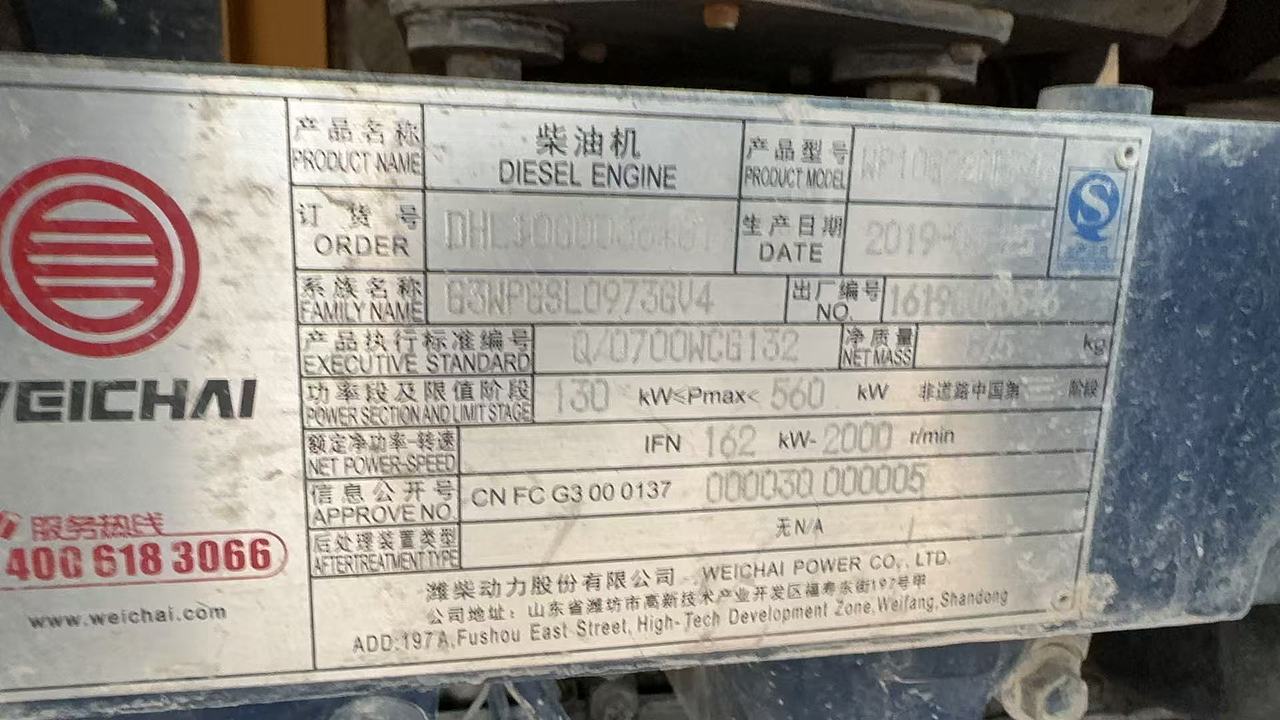 产品名称 柴油机 产品型号
PRODUCT NAME DIESEL ENGINE PRODUCT MODEL
订货号 生产日期
ORDER DATE 2019-
系族名称 G3WPGSL0973GV4 出厂编号
FAMILY NAME NO.
产品执行标准编号 Q/0700WCG132 净质量 kg
EXECUTIVE STANDARD NET MASS
功率段及限值阶段 130 kW≤Pmax< 560 kW 非道路中国第 阶段
POWER SECTION AND LIMIT STAGE
额定净功率-转速 IFN 162 kW- 2000 r/min
NET POWER-SPEED
信息公开号 CN FC G3 00 0137 000030 000005
APPROVE NO.
后处理装置类型 无N/A
AFTERTREATMENT TYPE
潍柴动力股份有限公司 WEICHAI POWER CO., LTD.
公司地址：山东省潍坊市高新技术产业开发区福寿东街197号甲
ADD:197A,Fushou East Street, High-Tech Development Zone,Weifang,Shandong
WEICHAI
服务热线
400 618 3066
www.weichai.com